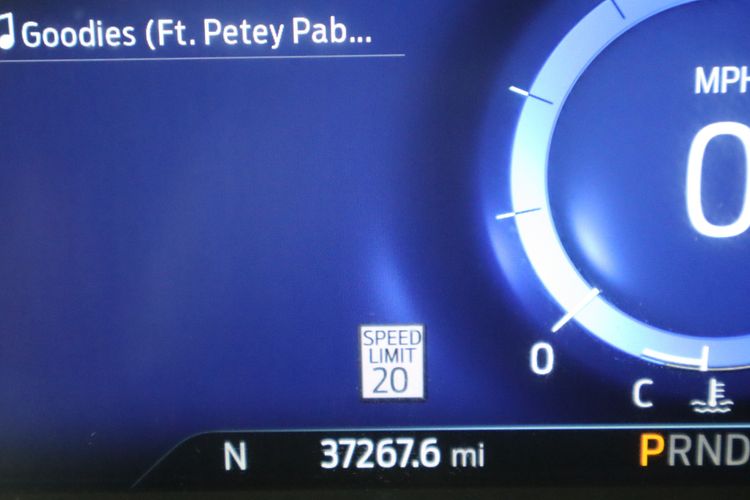 Goodies (Ft. Petey Pab...
MPH
0
SPEED
LIMIT
20
0
C
N 37267.6 mi PRND